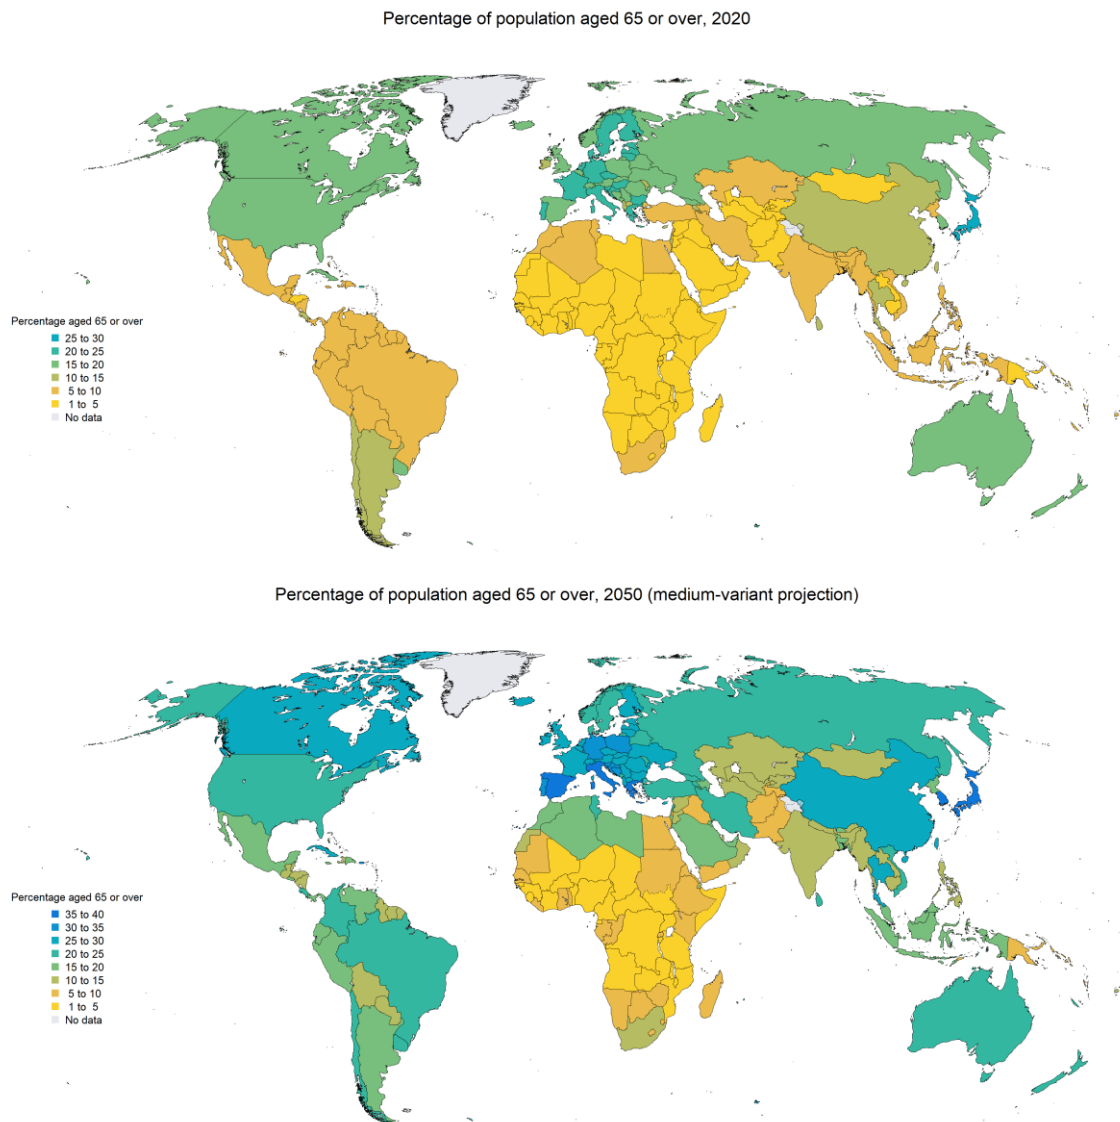 Percentage of population aged 65 or over, 2020
Percentage aged 65 or over
25 to 30
20 to 25
15 to 20
10 to 15
5 to 10
1 to 5
No data
Percentage of population aged 65 or over, 2050 (medium-variant projection)
Percentage aged 65 or over
35 to 40
30 to 35
25 to 30
20 to 25
15 to 20
10 to 15
5 to 10
1 to 5
No data